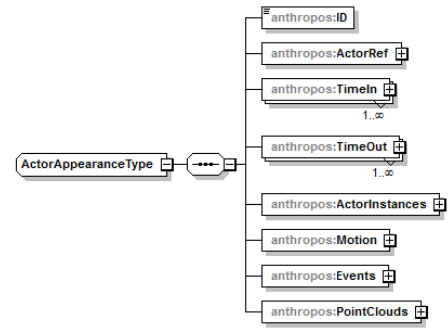 anthropos:ID
anthropos:ActorRef
anthropos:TimeIn
1..∞
anthropos:TimeOut
1..∞
ActorAppearanceType
anthropos:ActorInstances
anthropos:Motion
anthropos:Events
anthropos:PointClouds